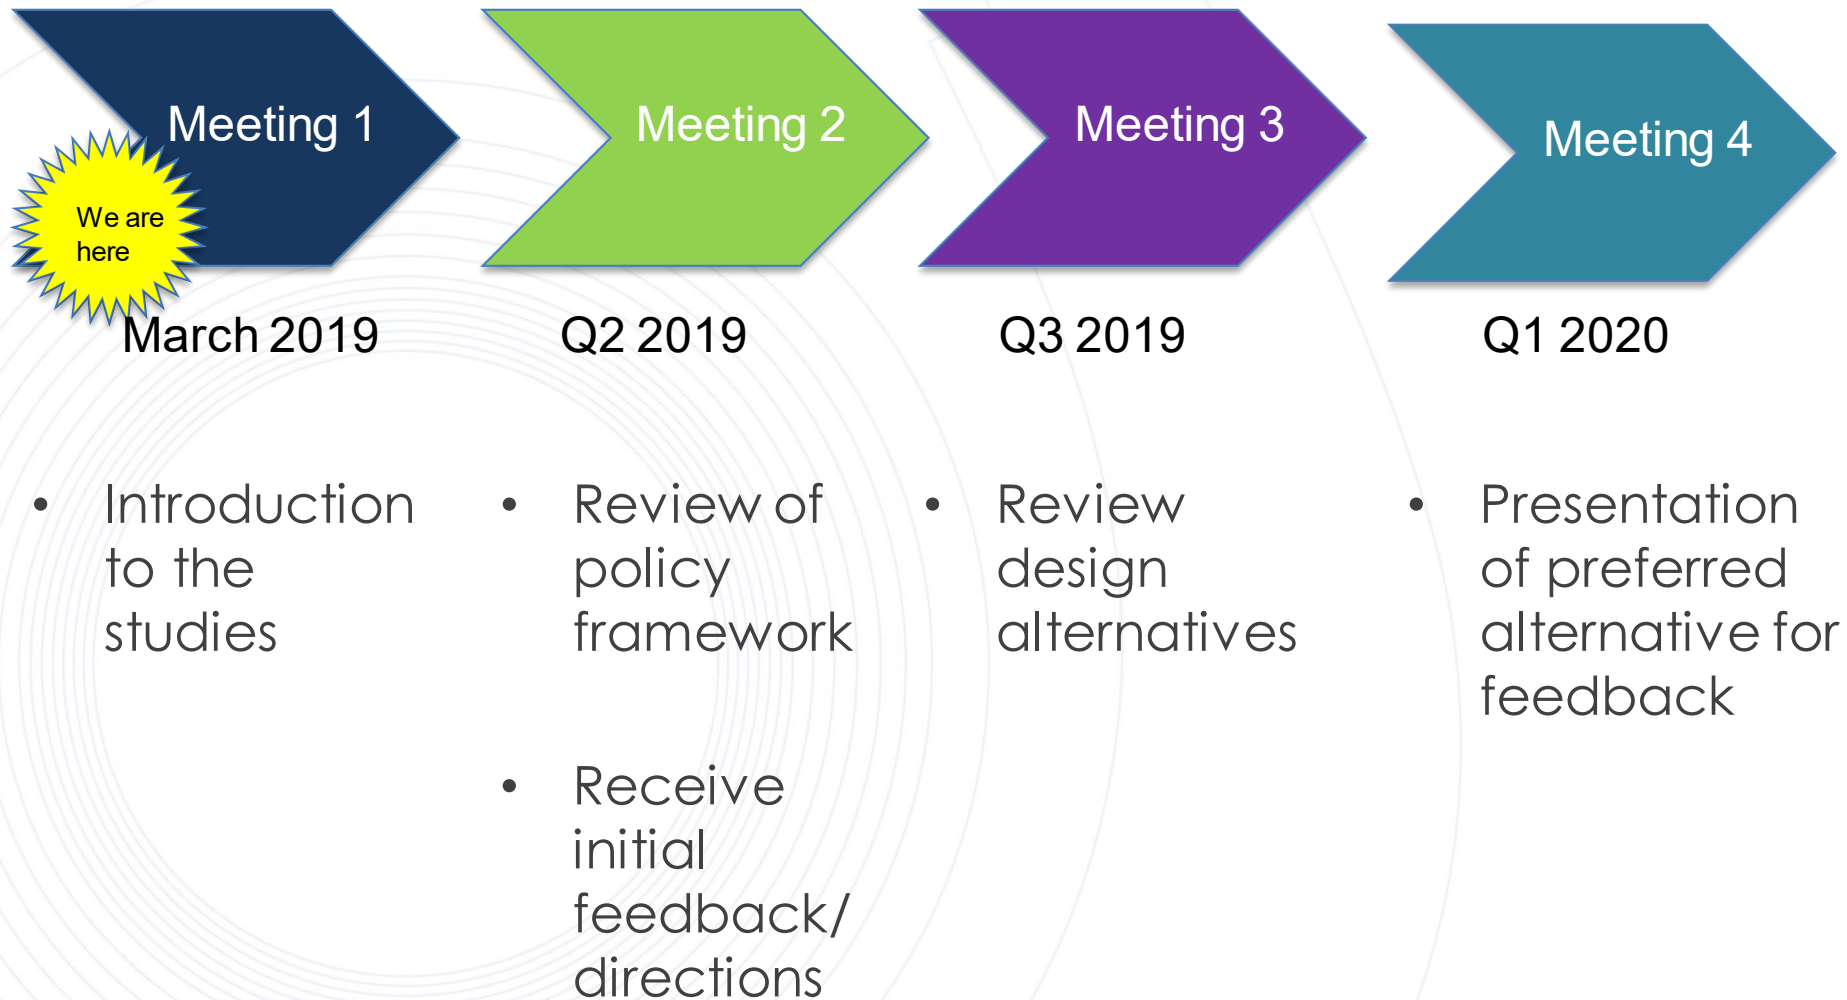 Meeting 1
We are
here
March 2019
Introduction
to the
studies
Meeting 2
Q2 2019
Review of
policy
framework
Receive
initial
feedback/
directions
Meeting 3
Q3 2019
Review
design
alternatives
Meeting 4
Q1 2020
Presentation
of preferred
alternative for
feedback